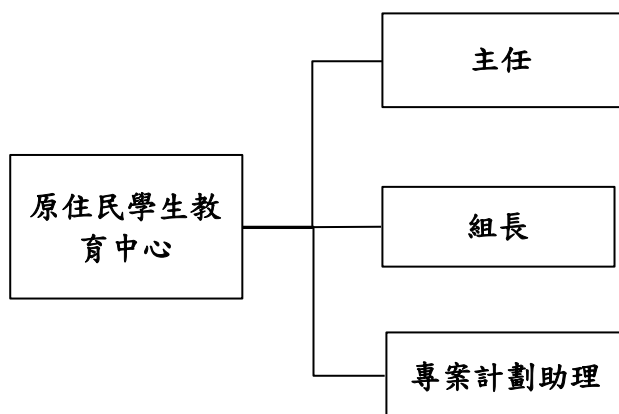 主任
原住民學生教
育中心
組長
專案計劃助理